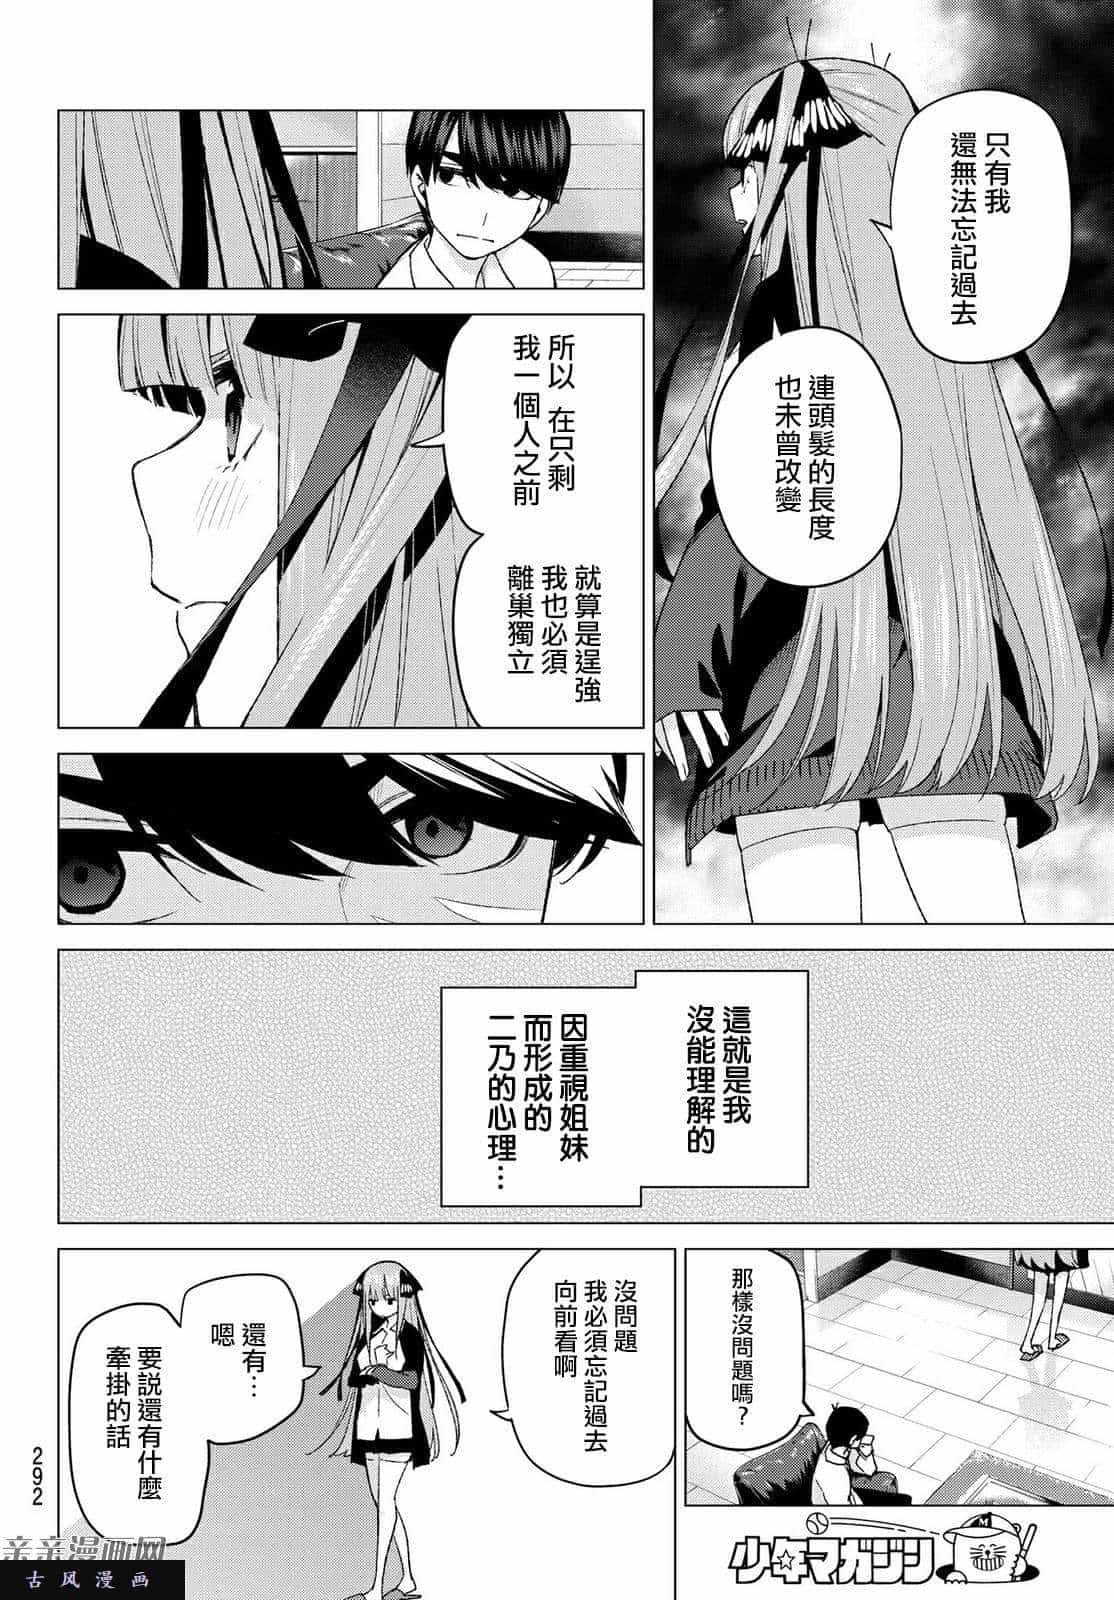 只有我
還無法忘記過去
連頭髮的長度
也未曾改變
所以 在只剩
我一個人之前
就算是逞強
我也必須
離巢獨立
這就是我
沒能理解的
因重視姐妹
而形成的
二乃的心理…
那樣沒問題嗎？
沒問題
我必須忘記過去
向前看啊
還有…
嗯
要說還有什麼
牽掛的話
292
少年マガジン
M
亲亲漫画网
古风漫画